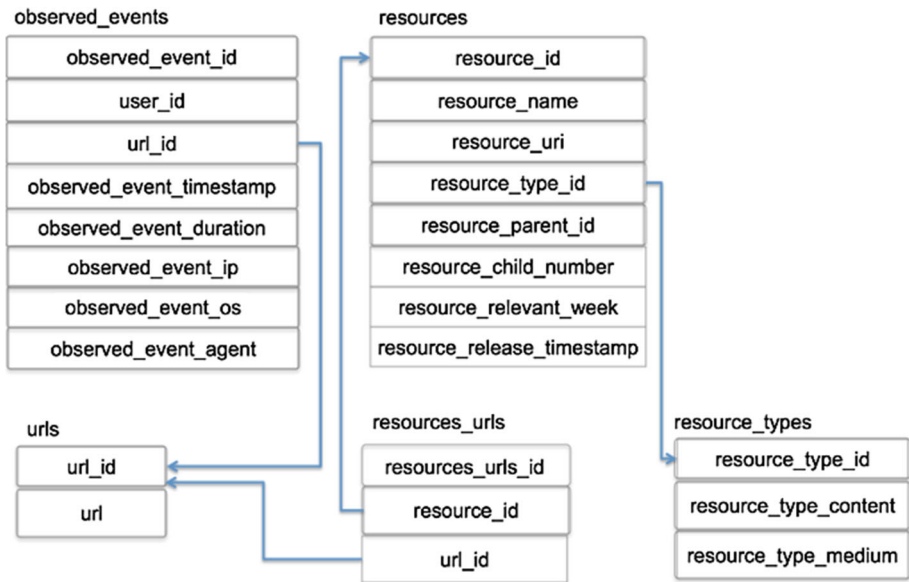 observed_events
observed_event_id
user_id
url_id
observed_event_timestamp
observed_event_duration
observed_event_ip
observed_event_os
observed_event_agent
resources
resource_id
resource_name
resource_uri
resource_type_id
resource_parent_id
resource_child_number
resource_relevant_week
resource_release_timestamp
urls
url_id
url
resources_urls
resources_urls_id
resource_id
url_id
resource_types
resource_type_id
resource_type_content
resource_type_medium